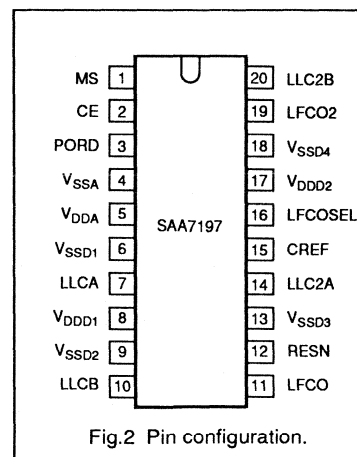 MS 1 20 LLC2B
CE 2 19 LFCO2
PORD 3 18 VSSD4
VSSA 4 17 VDDD2
VDDA 5 16 LFCOSEL
SAA7197
VSSD1 6 15 CREF
LLCA 7 14 LLC2A
VDDD1 8 13 VSSD3
VSSD2 9 12 RESN
LLCB 10 11 LFCO
Fig.2 Pin configuration.